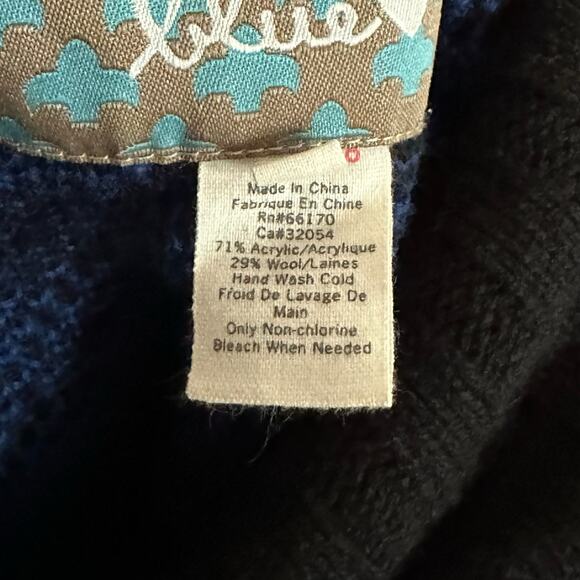 blue
Made In China
Fabrique En Chine
Rn#66170
Ca#32054
71% Acrylic/Acrylique
29% Wool/Laines
Hand Wash Cold
Froid De Lavage De
Main
Only Non-chlorine
Bleach When Needed